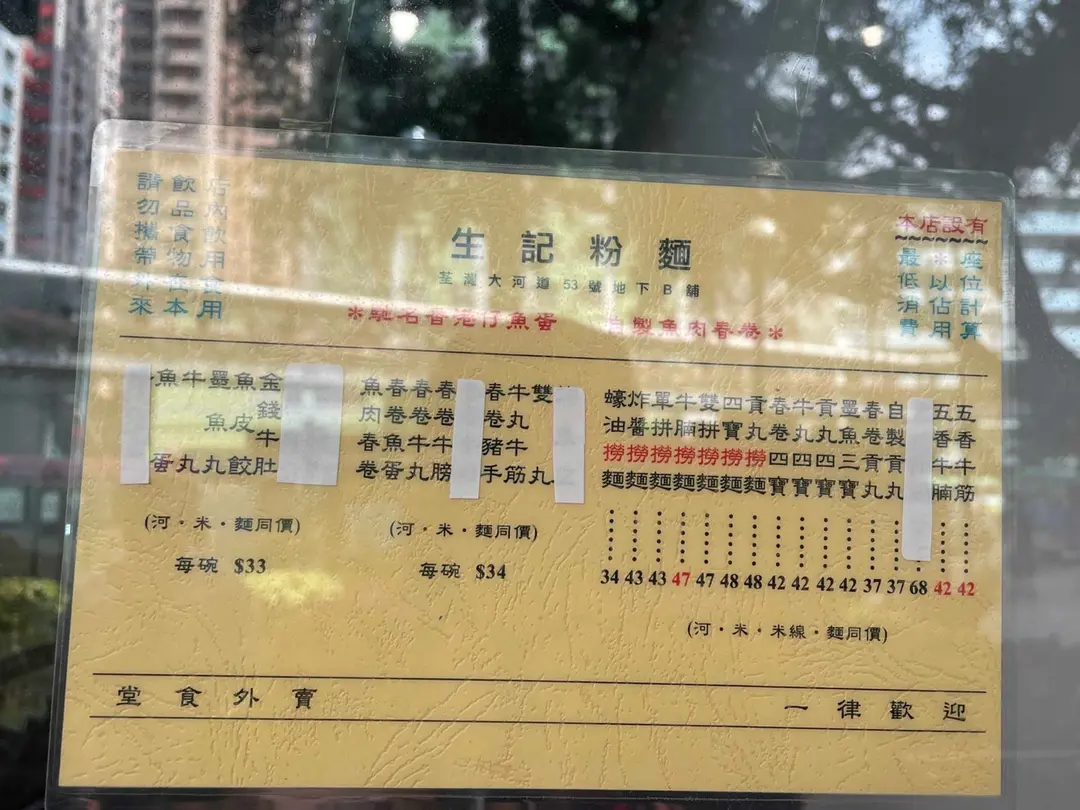 請勿攜帶外來
飲品食物在本
店內飲用食用
生記粉麵
荃灣大河道53號地下B舖
※馳名香港仔魚蛋 自製魚肉春卷※
本店設有
最低消費
※以佔用
座位計算
魚蛋
牛丸
墨魚丸
魚皮餃
金錢牛肚
(河·米·麵同價)
每碗 $33
魚肉春卷
春卷魚蛋
春卷牛丸
春卷牛膀
春卷豬手
牛丸牛筋
雙丸
(河·米·麵同價)
每碗 $34
蠔油撈麵 34
炸醬撈麵 43
單拼撈麵 43
牛腩撈麵 47
雙拼撈麵 47
四寶撈麵 48
貢丸撈麵 48
春卷四寶 42
牛丸四寶 42
貢丸四寶 42
墨魚三寶 42
春卷貢丸 37
自製貢丸 37
68
五香牛腩 42
五香牛筋 42
(河·米·米線·麵同價)
堂食外賣 一律歡迎